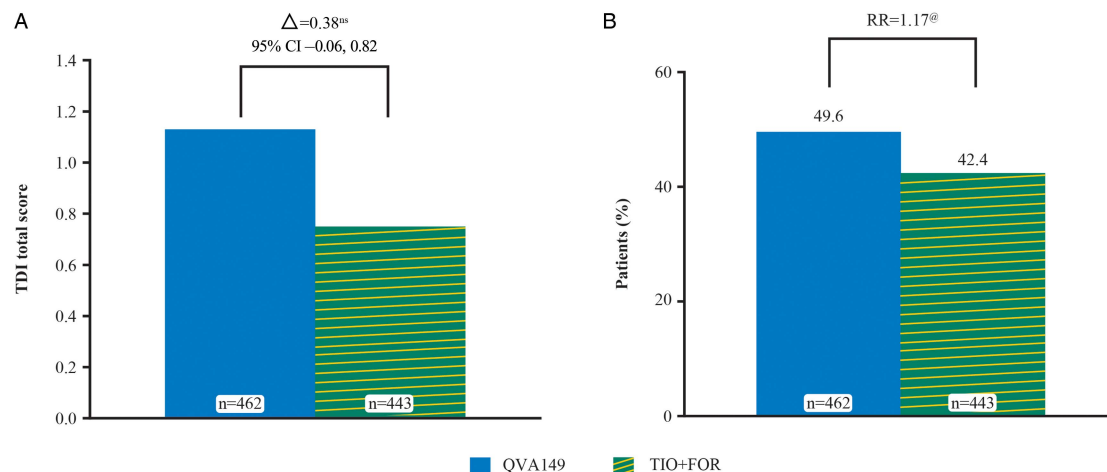 A
△=0.38ⁿˢ
95% CI −0.06, 0.82
TDI total score
1.4
1.2
1.0
0.8
0.6
0.4
0.2
0.0
n=462
n=443
B
RR=1.17@
Patients (%)
60
40
20
0
49.6
42.4
n=462
n=443
QVA149
TIO+FOR